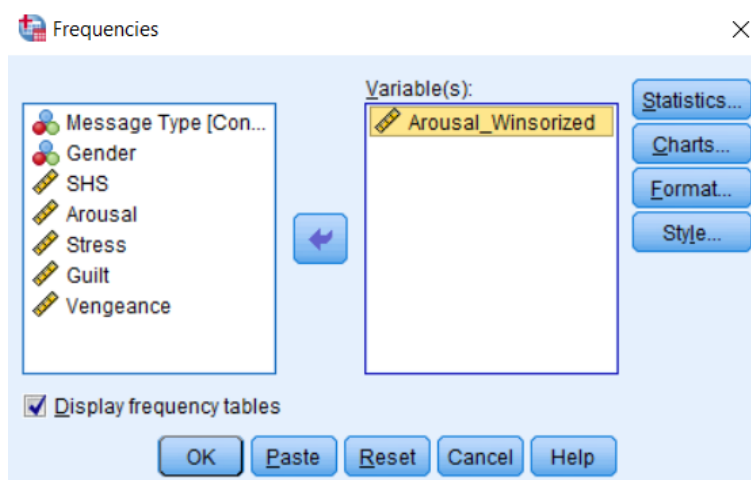 Frequencies
Message Type [Con...
Gender
SHS
Arousal
Stress
Guilt
Vengeance
Variable(s):
Arousal_Winsorized
Statistics...
Charts...
Format...
Style...
Display frequency tables
OK Paste Reset Cancel Help